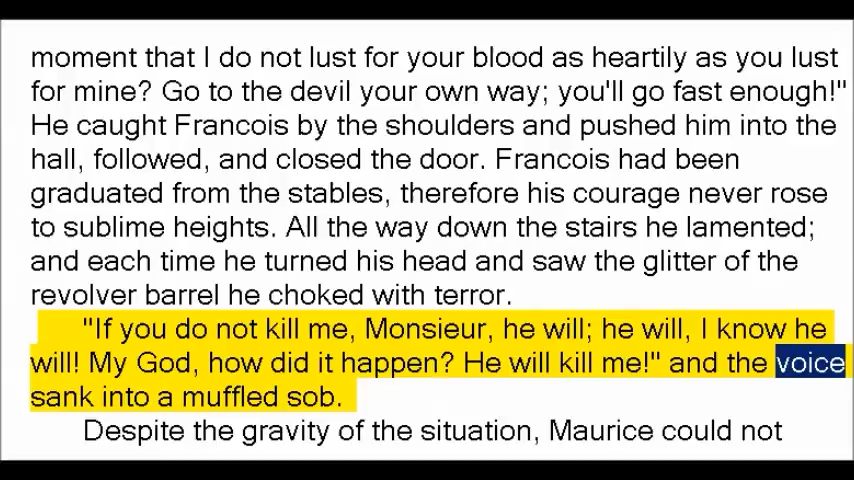 moment that I do not lust for your blood as heartily as you lust
for mine? Go to the devil your own way; you'll go fast enough!"
He caught Francois by the shoulders and pushed him into the
hall, followed, and closed the door. Francois had been
graduated from the stables, therefore his courage never rose
to sublime heights. All the way down the stairs he lamented;
and each time he turned his head and saw the glitter of the
revolver barrel he choked with terror.
"If you do not kill me, Monsieur, he will; he will, I know he
will! My God, how did it happen? He will kill me!" and the voice
sank into a muffled sob.
Despite the gravity of the situation, Maurice could not